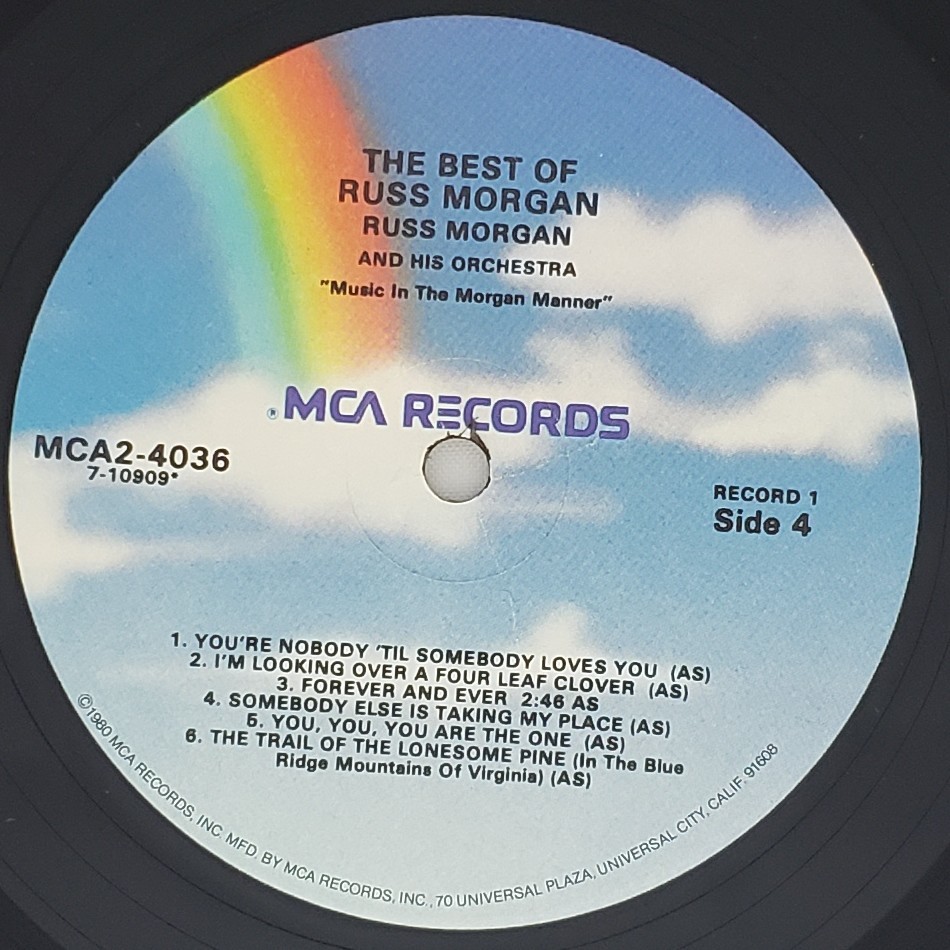 THE BEST OF
RUSS MORGAN
RUSS MORGAN
AND HIS ORCHESTRA
"Music In The Morgan Manner"
® MCA RECORDS
MCA2-4036
7-10909*
RECORD 1
Side 4
1. YOU'RE NOBODY 'TIL SOMEBODY LOVES YOU (AS)
2. I'M LOOKING OVER A FOUR LEAF CLOVER (AS)
3. FOREVER AND EVER 2:46 AS
4. SOMEBODY ELSE IS TAKING MY PLACE (AS)
5. YOU, YOU, YOU ARE THE ONE (AS)
6. THE TRAIL OF THE LONESOME PINE (In The Blue
Ridge Mountains Of Virginia) (AS)
©1980 MCA RECORDS, INC. MFD. BY MCA RECORDS, INC., 70 UNIVERSAL PLAZA, UNIVERSAL CITY, CALIF. 91608